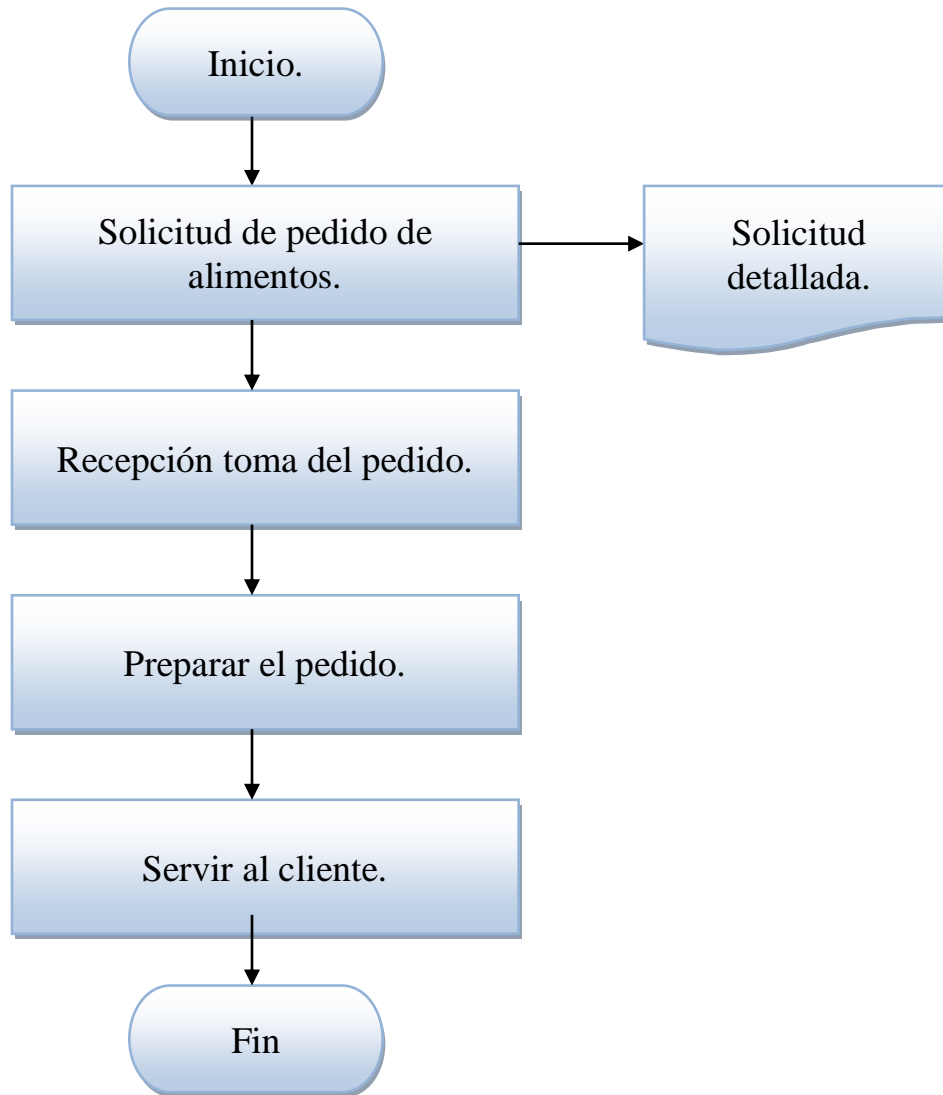 Inicio.
Solicitud de pedido de
alimentos.
Solicitud
detallada.
Recepción toma del pedido.
Preparar el pedido.
Servir al cliente.
Fin